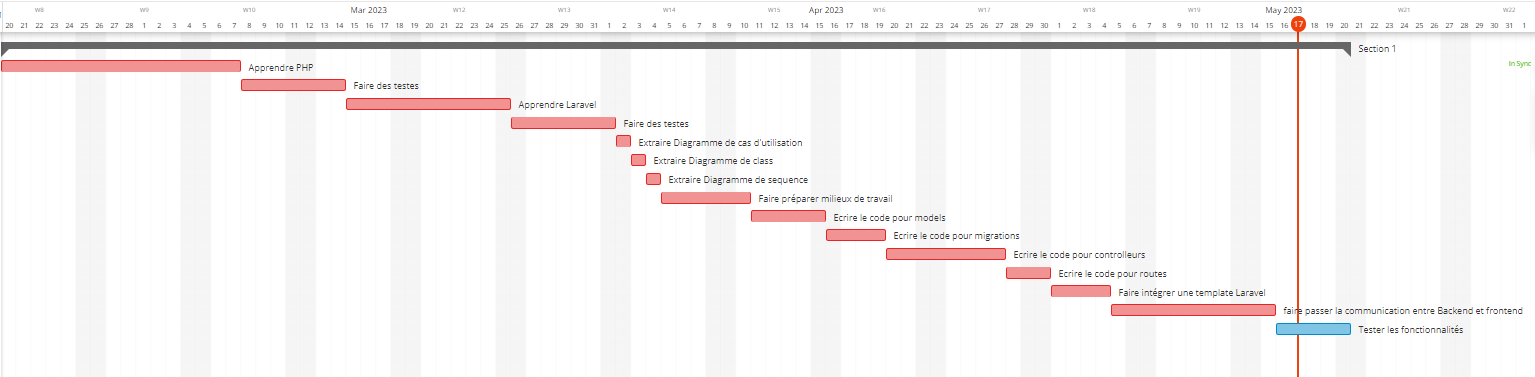 W8 W9 W10 Mar 2023 W12 W13 W14 W15 Apr 2023 W16 W17 W18 W19 May 2023 W21 W22
20 21 22 23 24 25 26 27 28 1 2 3 4 5 6 7 8 9 10 11 12 13 14 15 16 17 18 19 20 21 22 23 24 25 26 27 28 29 30 31 1 2 3 4 5 6 7 8 9 10 11 12 13 14 15 16 17 18 19 20 21 22 23 24 25 26 27 28 29 30 1 2 3 4 5 6 7 8 9 10 11 12 13 14 15 16 17 18 19 20 21 22 23 24 25 26 27 28 29 30 31 1
Section 1
In Sync
Apprendre PHP
Faire des testes
Apprendre Laravel
Faire des testes
Extraire Diagramme de cas d'utilisation
Extraire Diagramme de class
Extraire Diagramme de sequence
Faire préparer milieux de travail
Ecrire le code pour models
Ecrire le code pour migrations
Ecrire le code pour controlleurs
Ecrire le code pour routes
Faire intégrer une template Laravel
faire passer la communication entre Backend et frontend
Tester les fonctionnalités